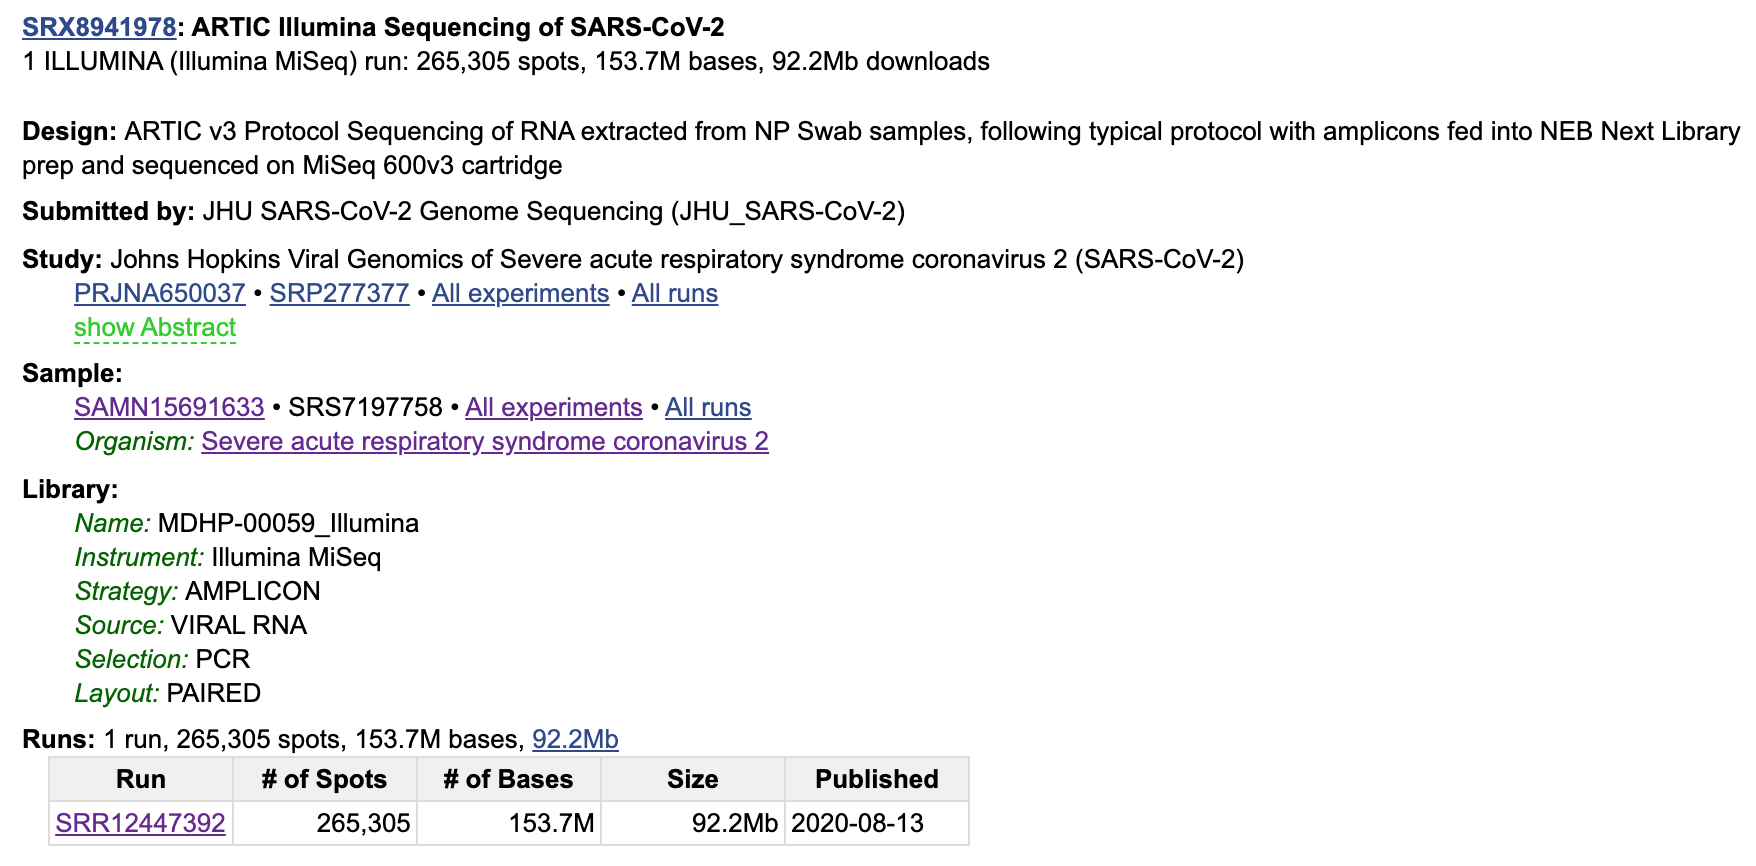 SRX8941978: ARTIC Illumina Sequencing of SARS-CoV-2
1 ILLUMINA (Illumina MiSeq) run: 265,305 spots, 153.7M bases, 92.2Mb downloads
Design: ARTIC v3 Protocol Sequencing of RNA extracted from NP Swab samples, following typical protocol with amplicons fed into NEB Next Library
prep and sequenced on MiSeq 600v3 cartridge
Submitted by: JHU SARS-CoV-2 Genome Sequencing (JHU_SARS-CoV-2)
Study: Johns Hopkins Viral Genomics of Severe acute respiratory syndrome coronavirus 2 (SARS-CoV-2)
PRJNA650037 • SRP277377 • All experiments • All runs
show Abstract
Sample:
SAMN15691633 • SRS7197758 • All experiments • All runs
Organism: Severe acute respiratory syndrome coronavirus 2
Library:
Name: MDHP-00059_Illumina
Instrument: Illumina MiSeq
Strategy: AMPLICON
Source: VIRAL RNA
Selection: PCR
Layout: PAIRED
Runs: 1 run, 265,305 spots, 153.7M bases, 92.2Mb
Run # of Spots # of Bases Size Published
SRR12447392 265,305 153.7M 92.2Mb 2020-08-13